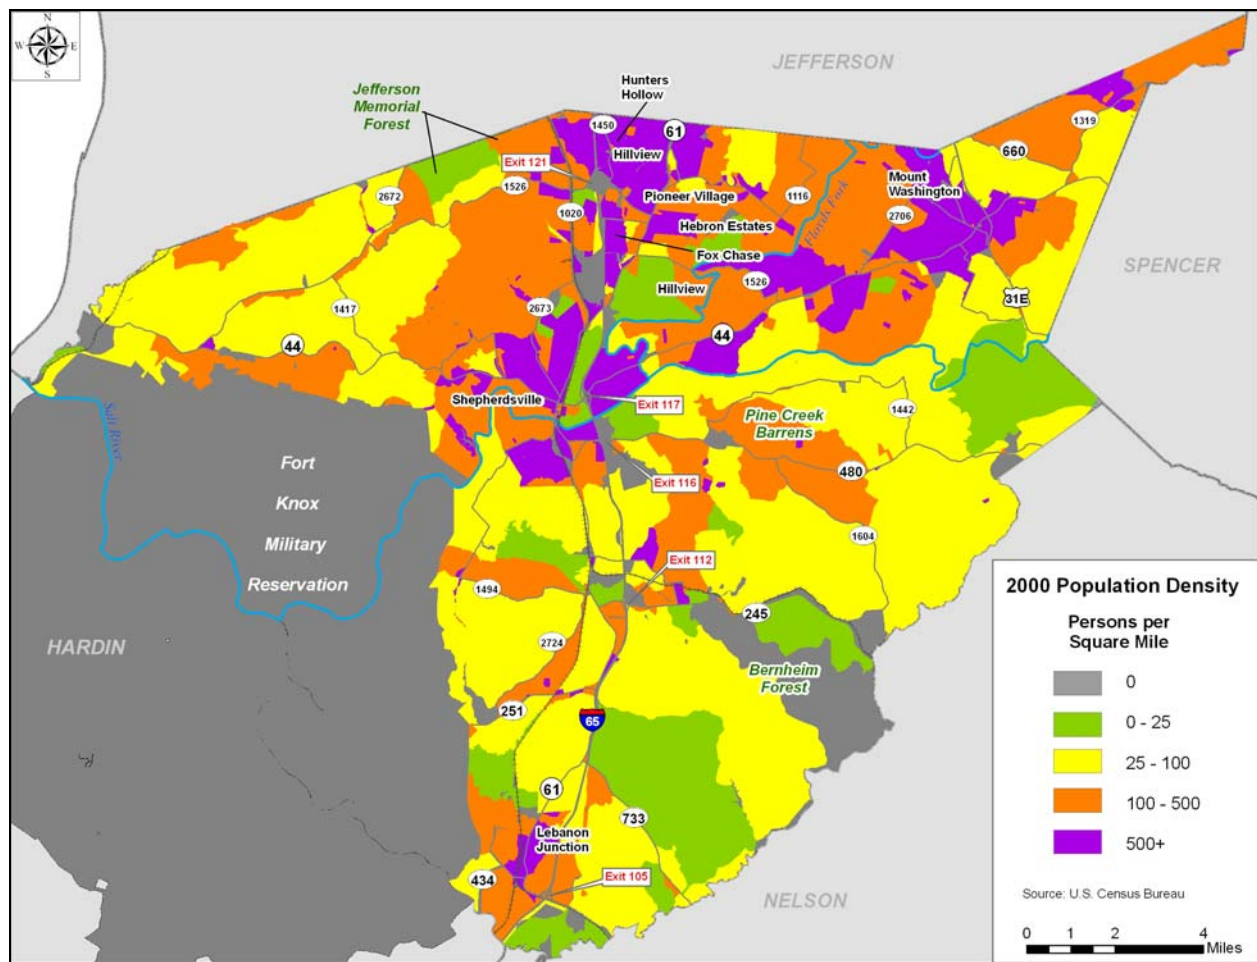 N
W
E
S
JEFFERSON
Hunters
Hollow
Jefferson
Memorial
Forest
1450
61
1319
660
Hillview
Exit 121
Mount
Washington
2672
1526
Pioneer Village
1116
1020
2706
Hebron Estates
Floyds Fork
Fox Chase
SPENCER
Hillview
1526
31E
1417
2673
44
44
Shepherdsville
Exit 117
Salt River
Pine Creek
Barrens
1442
Fort
Knox
Military
Reservation
480
Exit 116
1604
Exit 112
1494
245
HARDIN
2724
Bernheim
Forest
251
65
61
733
Lebanon
Junction
434
Exit 105
NELSON
2000 Population Density
Persons per
Square Mile
0
0 - 25
25 - 100
100 - 500
500+
Source: U.S. Census Bureau
0 1 2 4
Miles